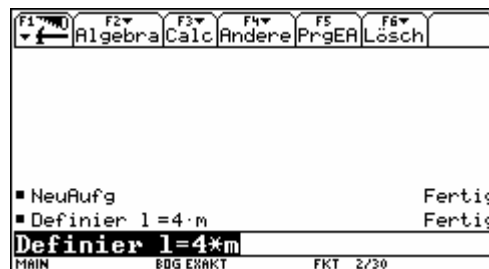 F1 F2 F3 F4 F5 F6
Algebra Calc Andere PrgEA Lösch
NeuAufg Fertig
Definier l=4·m Fertig
Definier l=4*m
MAIN BOG EXAKT FKT 2/30